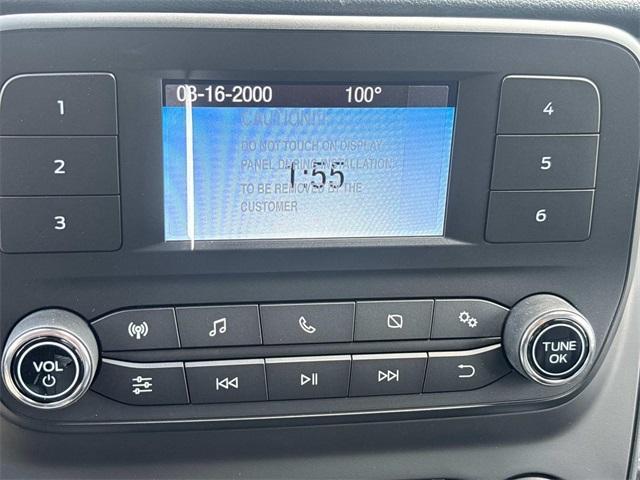 08-16-2000 100°
CAUTION!!!
DO NOT TOUCH ON DISPLAY
PANEL DURING INSTALLATION
1:55
TO BE REMOVED BY THE
CUSTOMER
1
2
3
4
5
6
VOL
TUNE
OK